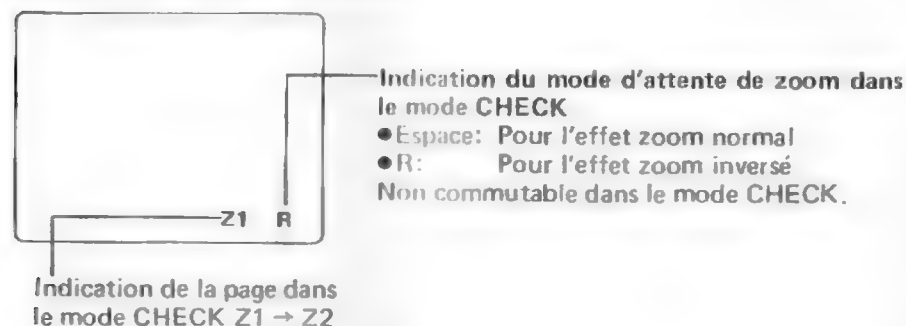 Indication du mode d'attente de zoom dans
le mode CHECK
●Espace: Pour l'effet zoom normal
●R: Pour l'effet zoom inversé
Non commutable dans le mode CHECK.
Z1 R
Indication de la page dans
le mode CHECK Z1 → Z2